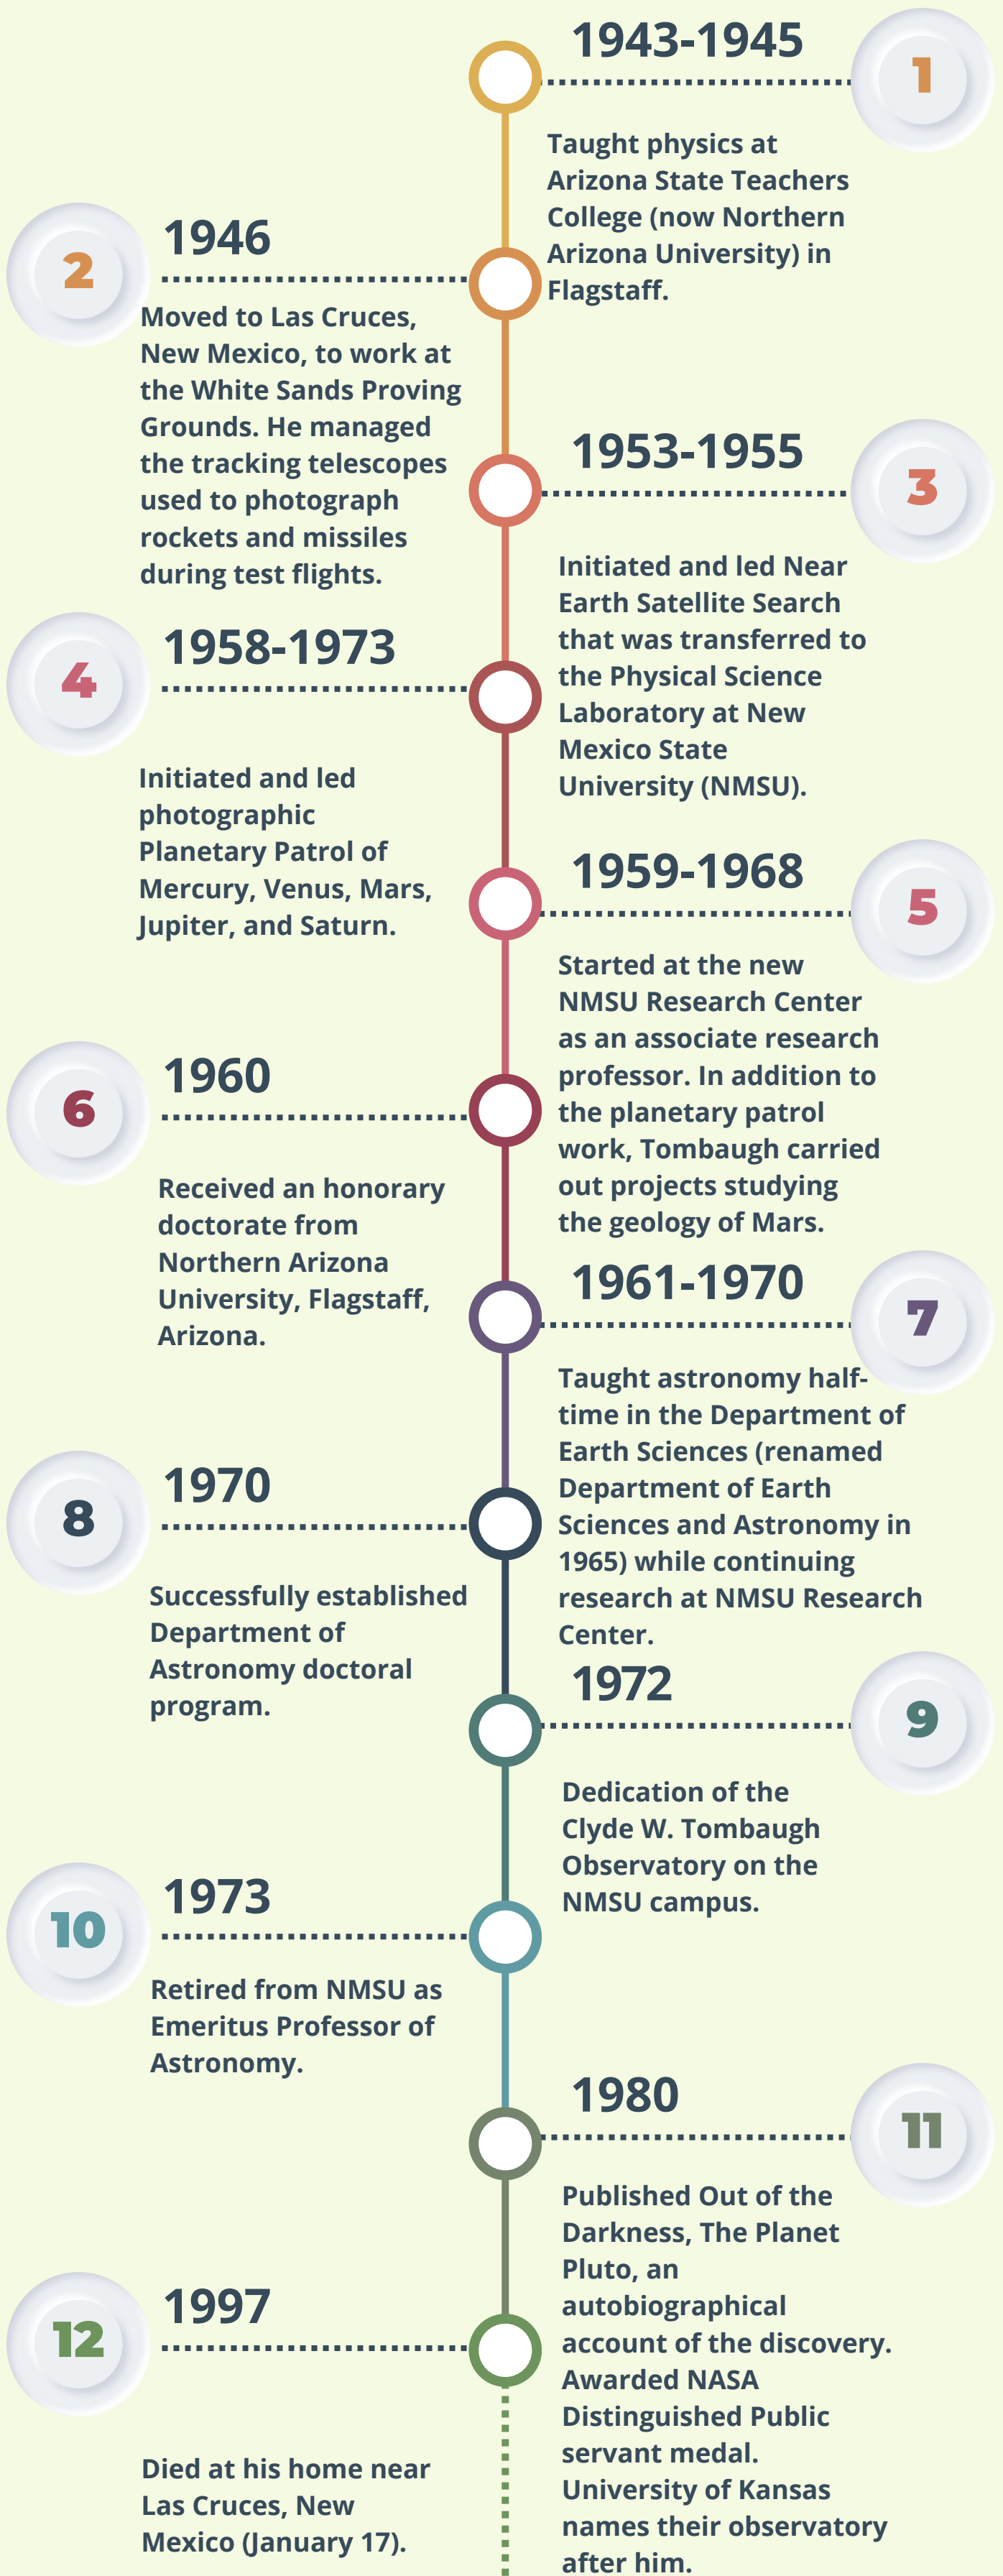 1943-1945
1
Taught physics at
Arizona State Teachers
College (now Northern
Arizona University) in
Flagstaff.
2
1946
Moved to Las Cruces,
New Mexico, to work at
the White Sands Proving
Grounds. He managed
the tracking telescopes
used to photograph
rockets and missiles
during test flights.
1953-1955
3
Initiated and led Near
Earth Satellite Search
that was transferred to
the Physical Science
Laboratory at New
Mexico State
University (NMSU).
4
1958-1973
Initiated and led
photographic
Planetary Patrol of
Mercury, Venus, Mars,
Jupiter, and Saturn.
1959-1968
5
Started at the new
NMSU Research Center
as an associate research
professor. In addition to
the planetary patrol
work, Tombaugh carried
out projects studying
the geology of Mars.
6
1960
Received an honorary
doctorate from
Northern Arizona
University, Flagstaff,
Arizona.
1961-1970
7
Taught astronomy half-
time in the Department of
Earth Sciences (renamed
Department of Earth
Sciences and Astronomy in
1965) while continuing
research at NMSU Research
Center.
8
1970
Successfully established
Department of
Astronomy doctoral
program.
1972
9
Dedication of the
Clyde W. Tombaugh
Observatory on the
NMSU campus.
10
1973
Retired from NMSU as
Emeritus Professor of
Astronomy.
1980
11
Published Out of the
Darkness, The Planet
Pluto, an
autobiographical
account of the discovery.
Awarded NASA
Distinguished Public
servant medal.
University of Kansas
names their observatory
after him.
12
1997
Died at his home near
Las Cruces, New
Mexico (January 17).